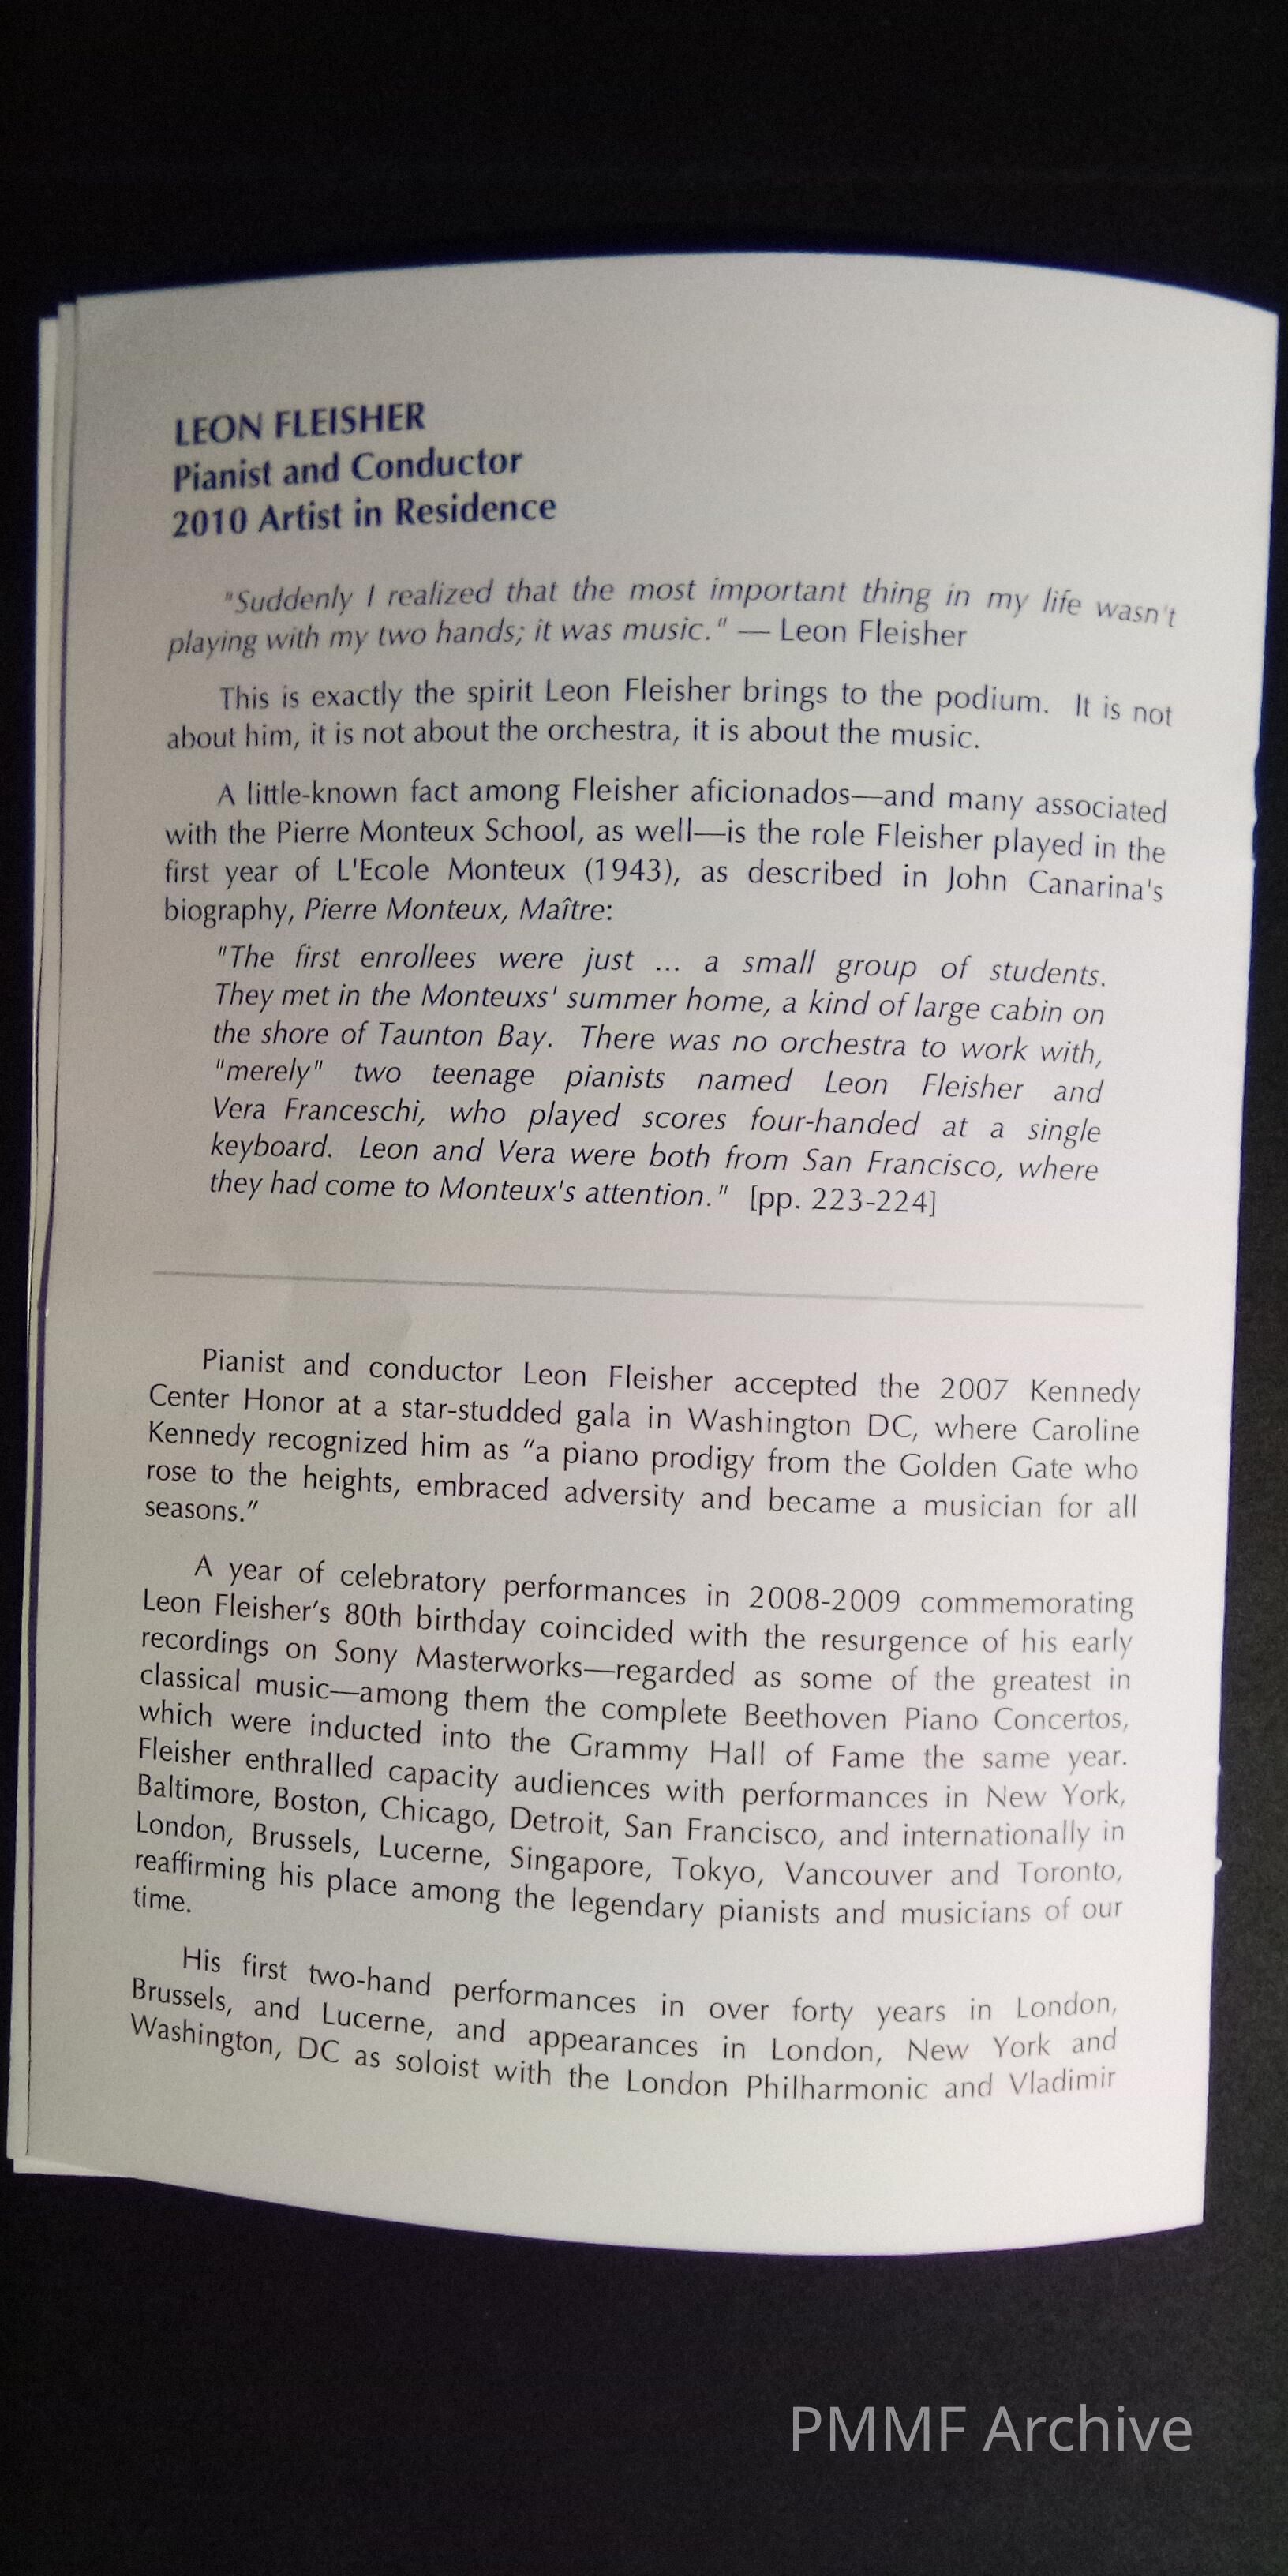 LEON FLEISHER
Pianist and Conductor
2010 Artist in Residence
"Suddenly I realized that the most important thing in my life wasn't
playing with my two hands; it was music." — Leon Fleisher
This is exactly the spirit Leon Fleisher brings to the podium. It is not
about him, it is not about the orchestra, it is about the music.
A little-known fact among Fleisher aficionados—and many associated
with the Pierre Monteux School, as well—is the role Fleisher played in the
first year of L'Ecole Monteux (1943), as described in John Canarina's
biography, Pierre Monteux, Maître:
"The first enrollees were just ... a small group of students.
They met in the Monteuxs' summer home, a kind of large cabin on
the shore of Taunton Bay. There was no orchestra to work with,
"merely" two teenage pianists named Leon Fleisher and
Vera Franceschi, who played scores four-handed at a single
keyboard. Leon and Vera were both from San Francisco, where
they had come to Monteux's attention." [pp. 223-224]
Pianist and conductor Leon Fleisher accepted the 2007 Kennedy
Center Honor at a star-studded gala in Washington DC, where Caroline
Kennedy recognized him as “a piano prodigy from the Golden Gate who
rose to the heights, embraced adversity and became a musician for all
seasons.”
A year of celebratory performances in 2008-2009 commemorating
Leon Fleisher’s 80th birthday coincided with the resurgence of his early
recordings on Sony Masterworks—regarded as some of the greatest in
classical music—among them the complete Beethoven Piano Concertos,
which were inducted into the Grammy Hall of Fame the same year.
Fleisher enthralled capacity audiences with performances in New York,
Baltimore, Boston, Chicago, Detroit, San Francisco, and internationally in
London, Brussels, Lucerne, Singapore, Tokyo, Vancouver and Toronto,
reaffirming his place among the legendary pianists and musicians of our
time.
His first two-hand performances in over forty years in London,
Brussels, and Lucerne, and appearances in London, New York and
Washington, DC as soloist with the London Philharmonic and Vladimir
PMMF Archive